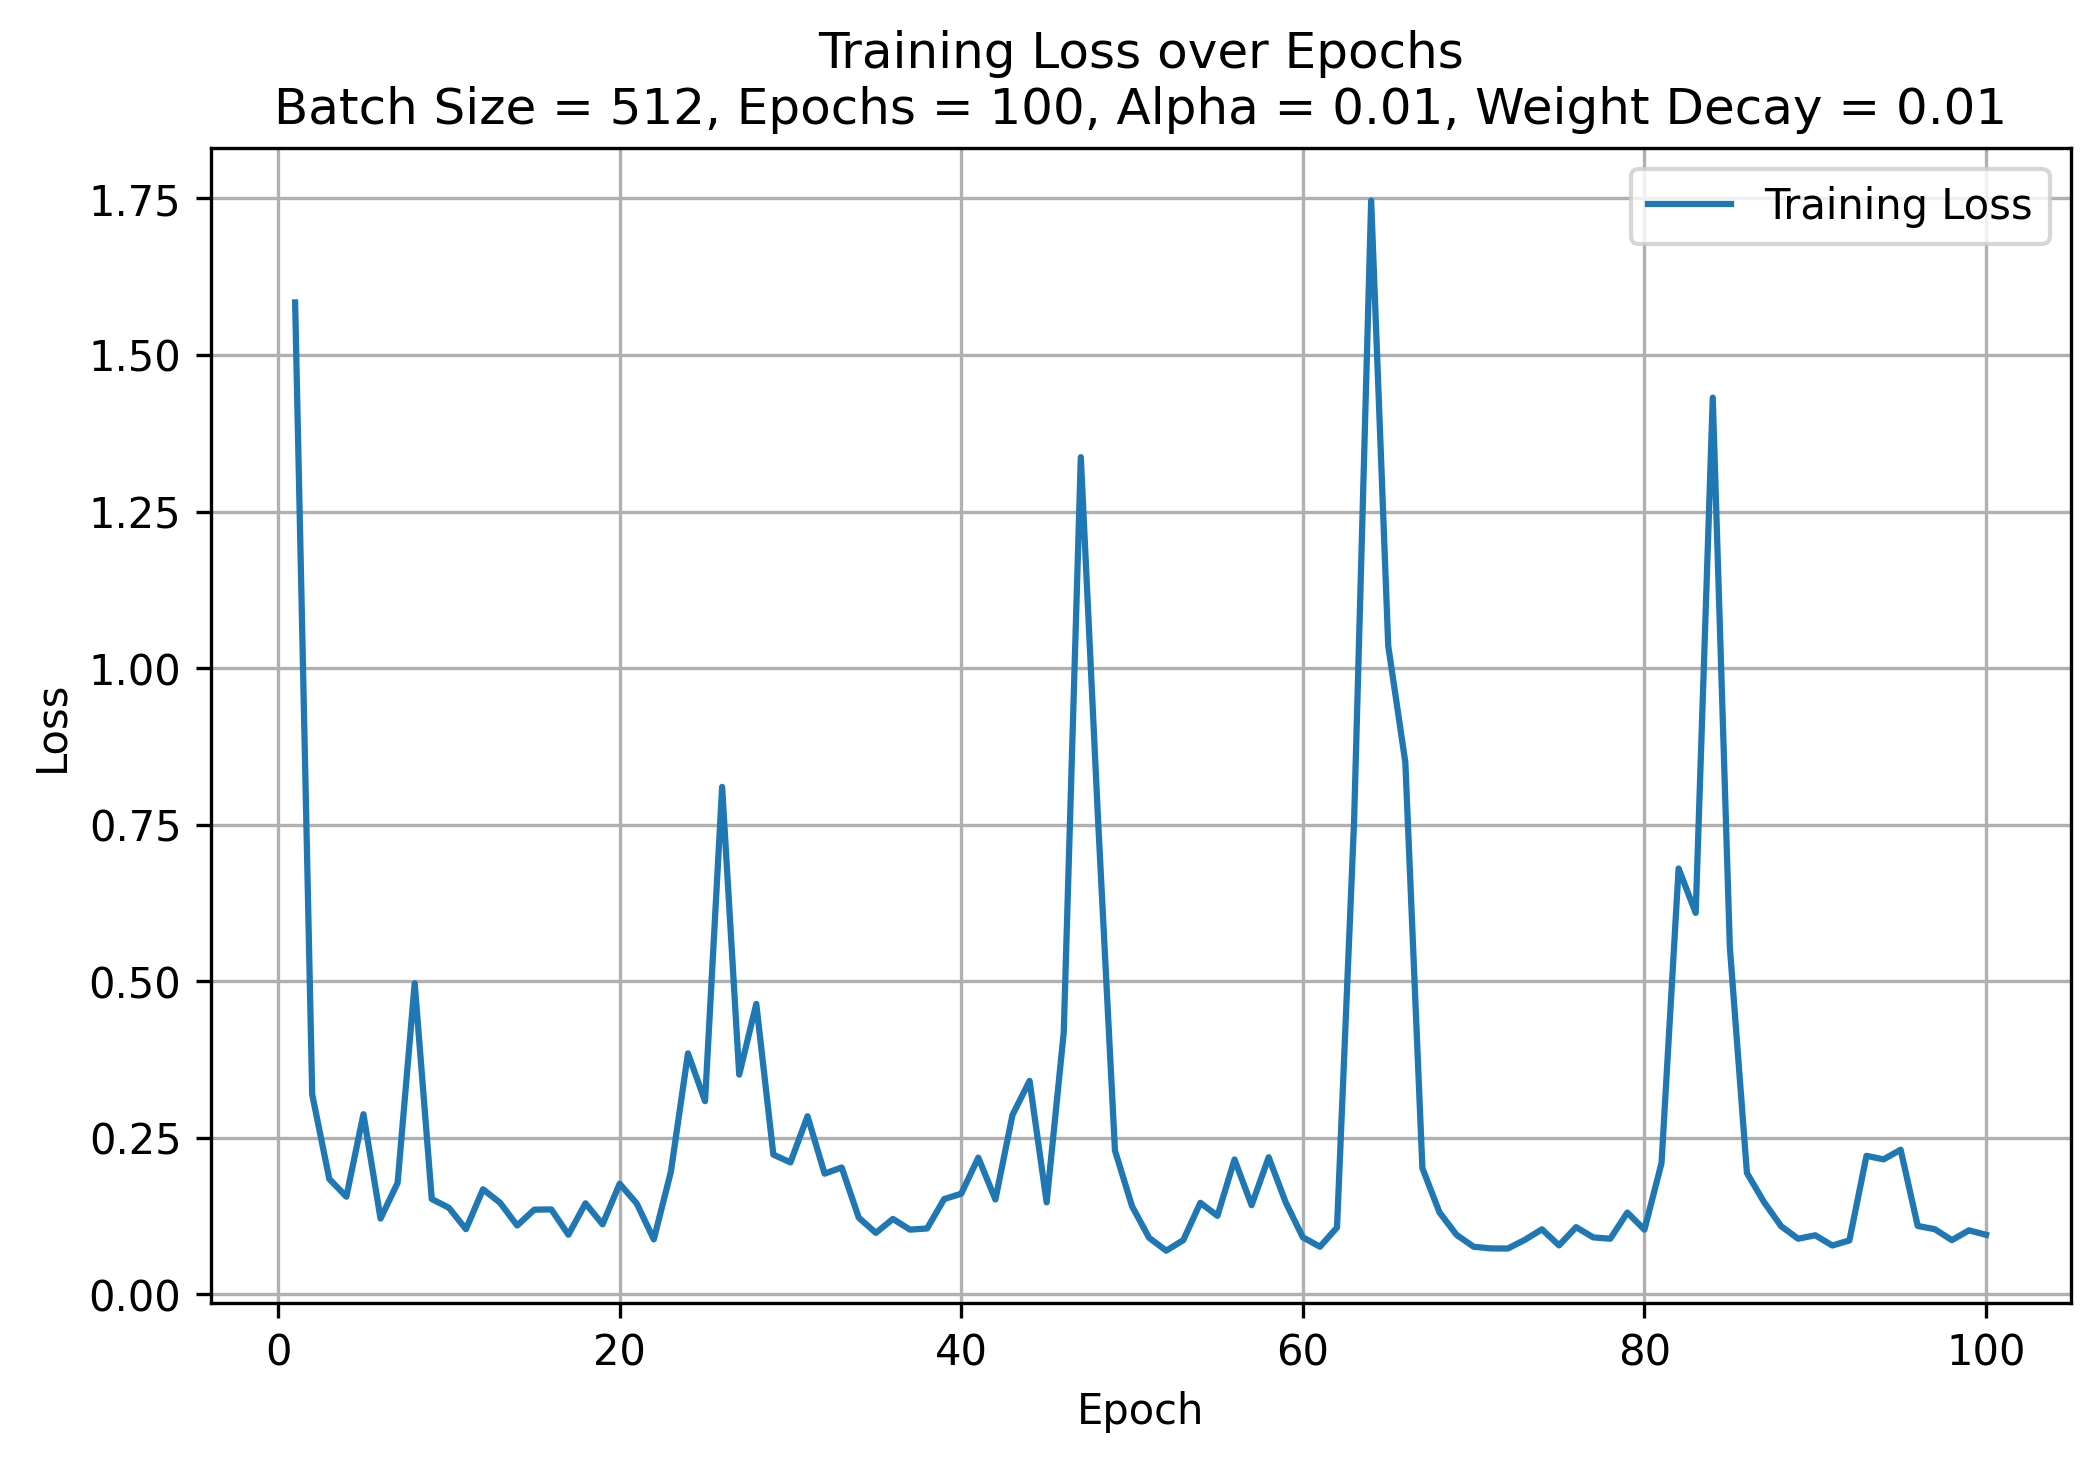 Training Loss over Epochs
Batch Size = 512, Epochs = 100, Alpha = 0.01, Weight Decay = 0.01
Training Loss
1.75
1.50
1.25
1.00
0.75
0.50
0.25
0.00
Loss
0 20 40 60 80 100
Epoch